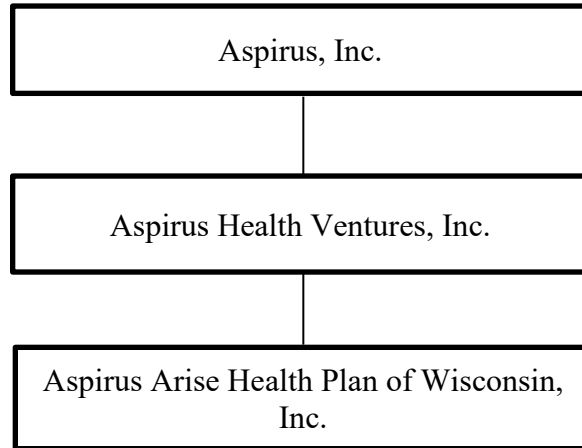 Aspirus, Inc.
Aspirus Health Ventures, Inc.
Aspirus Arise Health Plan of Wisconsin,
Inc.